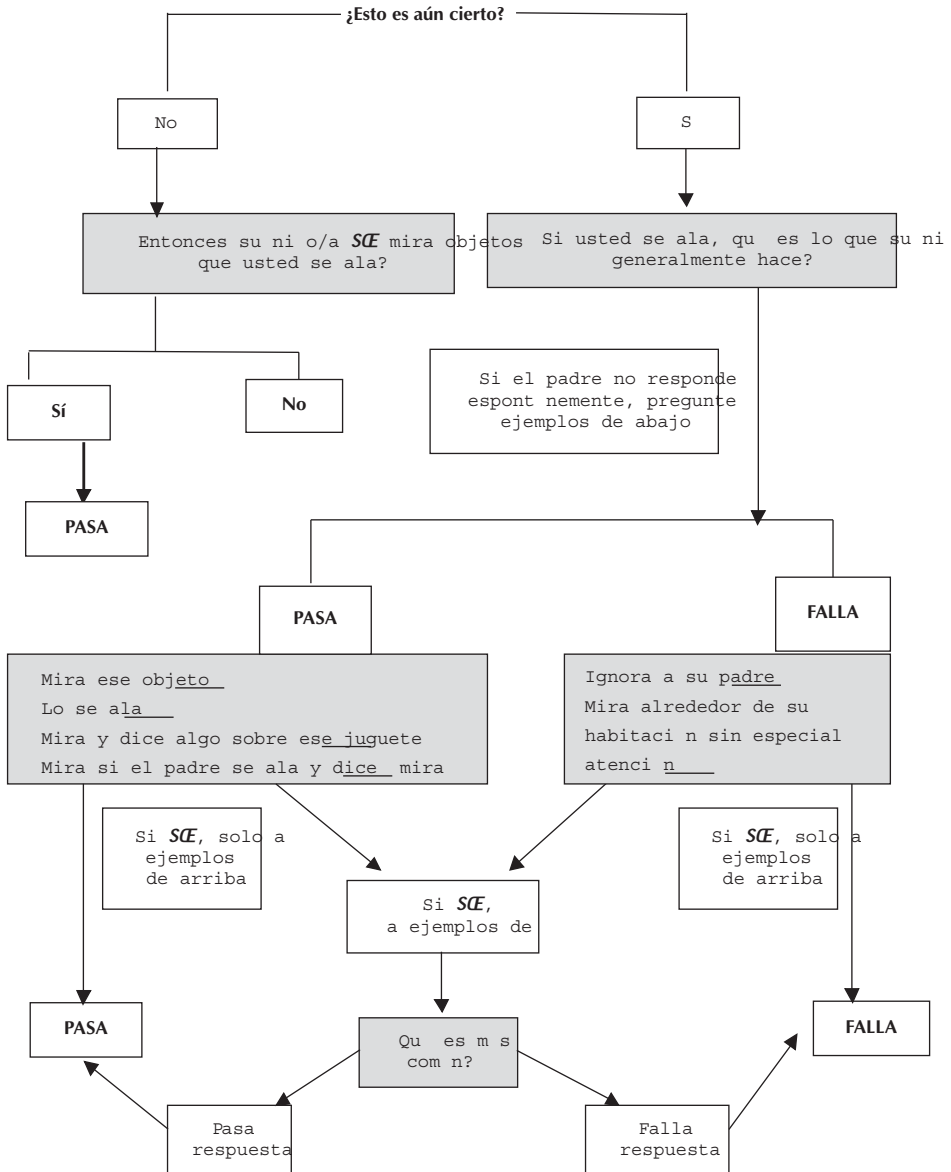 ¿Esto es aún cierto?
No
S
Entonces su ni o/a SŒ mira objetos
que usted se ala?
Si usted se ala, qu es lo que su ni
generalmente hace?
Sí
No
Si el padre no responde
espont nemente, pregunte
ejemplos de abajo
PASA
PASA
FALLA
Mira ese objeto
Lo se ala
Mira y dice algo sobre ese juguete
Mira si el padre se ala y dice mira
Ignora a su padre
Mira alrededor de su
habitaci n sin especial
atenci n
Si SŒ, solo a
ejemplos
de arriba
Si SŒ,
a ejemplos de
Si SŒ, solo a
ejemplos
de arriba
PASA
Qu es m s
com n?
FALLA
Pasa
respuesta
Falla
respuesta